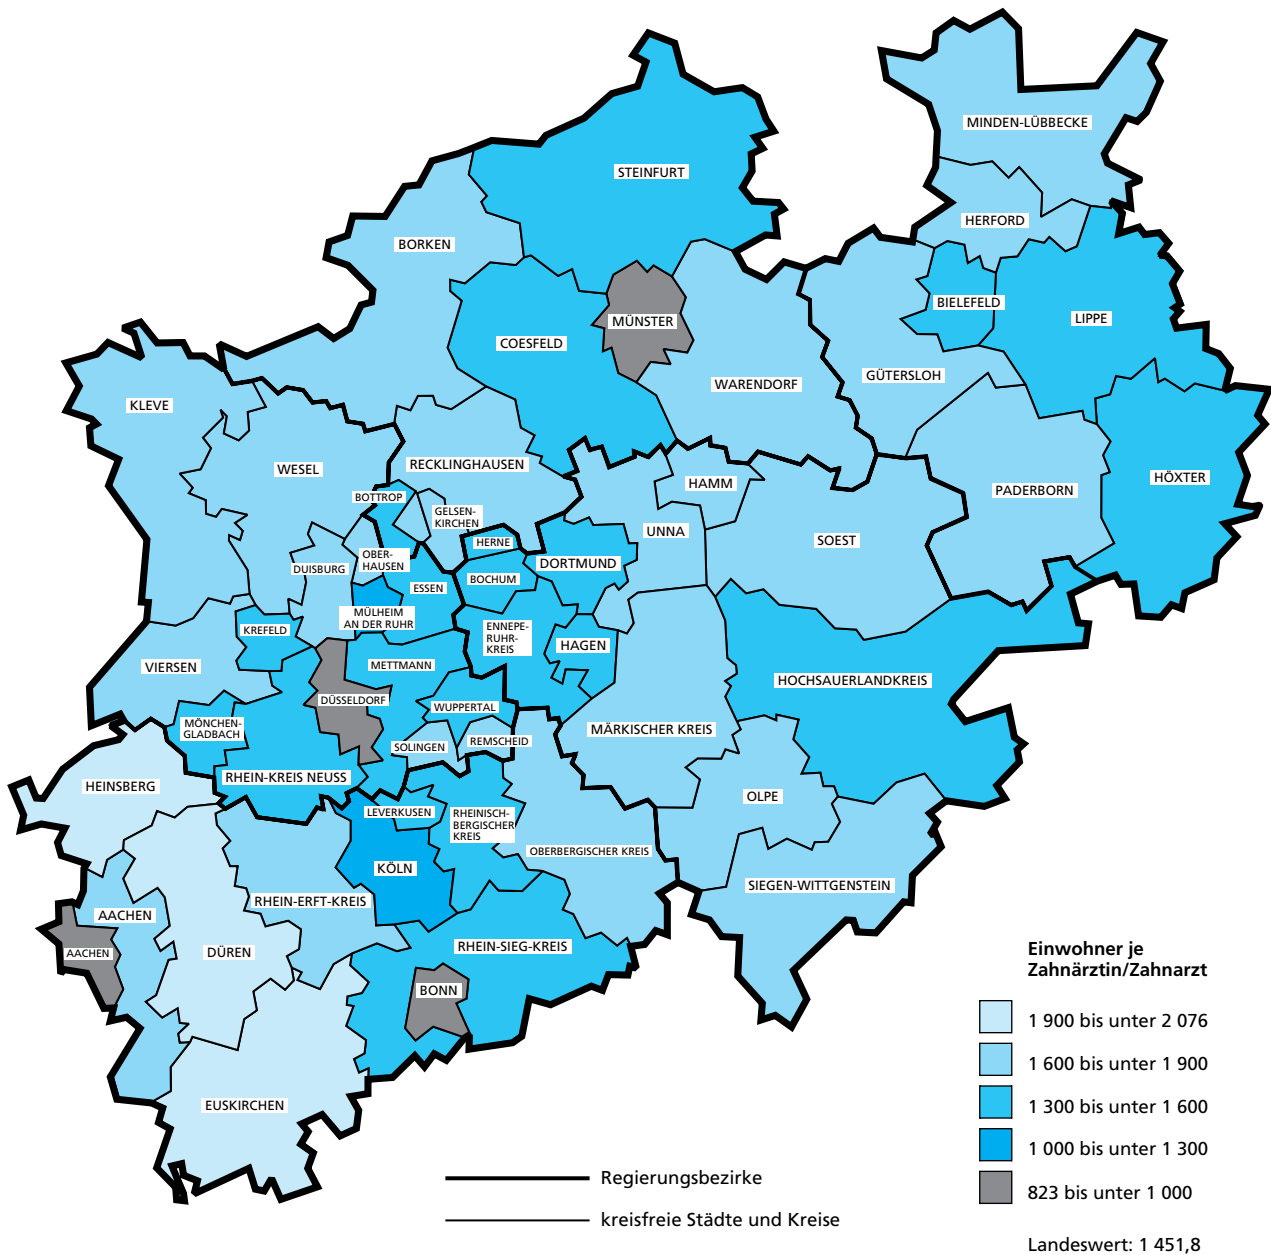 MINDEN-LÜBBECKE
STEINFURT
HERFORD
BORKEN
BIELEFELD
LIPPE
MÜNSTER
COESFELD
GÜTERSLOH
WARENDORF
KLEVE
RECKLINGHAUSEN
WESEL
HÖXTER
HAMM
PADERBORN
BOTTROP
GELSEN-
KIRCHEN
UNNA
SOEST
HERNE
OBER-
HAUSEN
DORTMUND
DUISBURG
BOCHUM
ESSEN
MÜLHEIM
AN DER RUHR
KREFELD
ENNEPE-
RUHR-
KREIS
HAGEN
VIERSEN
METTMANN
HOCHSAUERLANDKREIS
DÜSSELDORF
WUPPERTAL
MÖNCHEN-
GLADBACH
MÄRKISCHER KREIS
REMSCHEID
SOLINGEN
RHEIN-KREIS NEUSS
HEINSBERG
OLPE
LEVERKUSEN
RHEINISCH-
BERGISCHER
KREIS
OBERBERGISCHER KREIS
KÖLN
SIEGEN-WITTGENSTEIN
RHEIN-ERFT-KREIS
AACHEN
RHEIN-SIEG-KREIS
AACHEN
DÜREN
BONN
EUSKIRCHEN
Einwohner je
Zahnärztin/Zahnarzt
1 900 bis unter 2 076
1 600 bis unter 1 900
1 300 bis unter 1 600
1 000 bis unter 1 300
823 bis unter 1 000
Landeswert: 1 451,8
Regierungsbezirke
kreisfreie Städte und Kreise